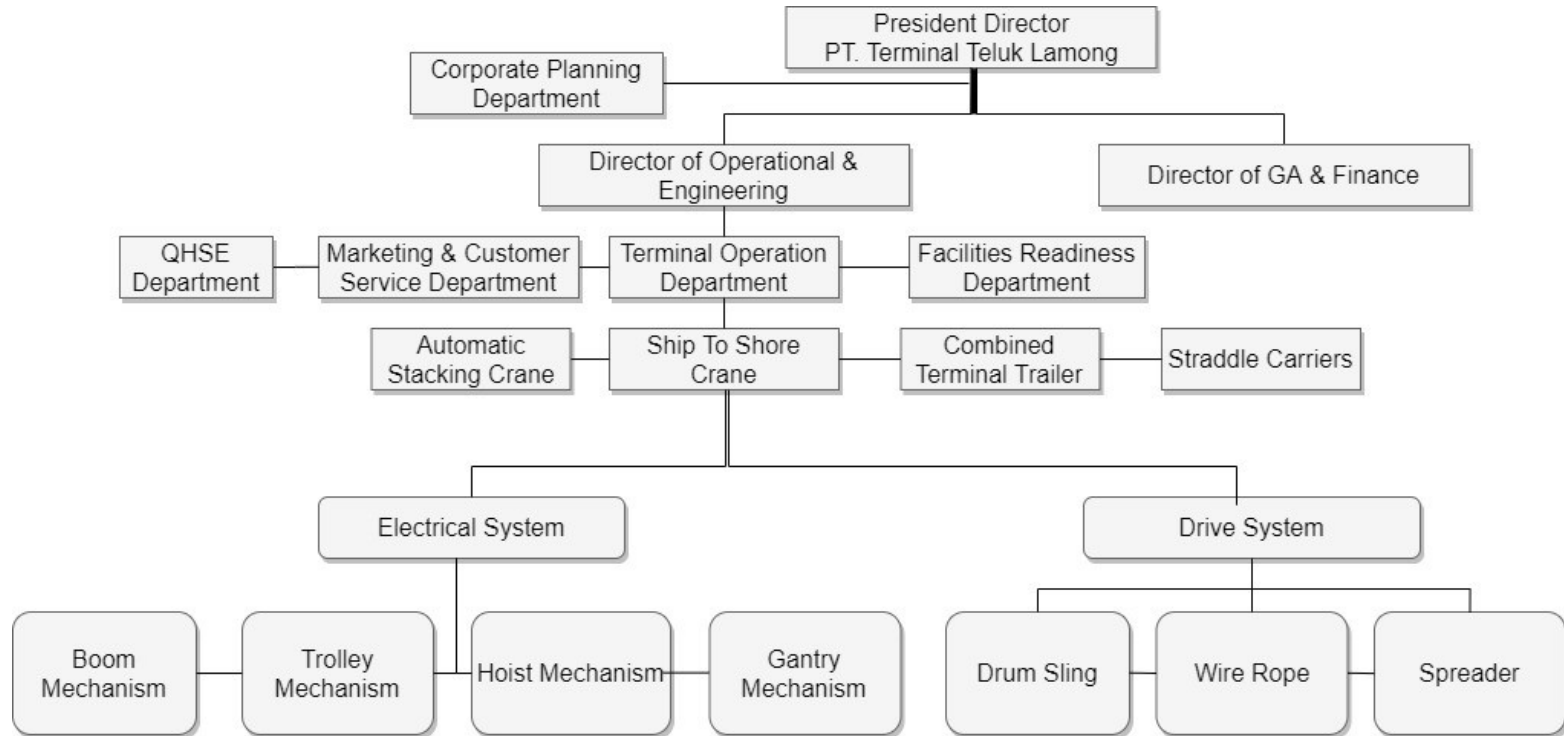 President Director
PT. Terminal Teluk Lamong
Corporate Planning
Department
Director of Operational &
Engineering
Director of GA & Finance
QHSE
Department
Marketing & Customer
Service Department
Terminal Operation
Department
Facilities Readiness
Department
Automatic
Stacking Crane
Ship To Shore
Crane
Combined
Terminal Trailer
Straddle Carriers
Electrical System
Drive System
Boom
Mechanism
Trolley
Mechanism
Hoist Mechanism
Gantry
Mechanism
Drum Sling
Wire Rope
Spreader